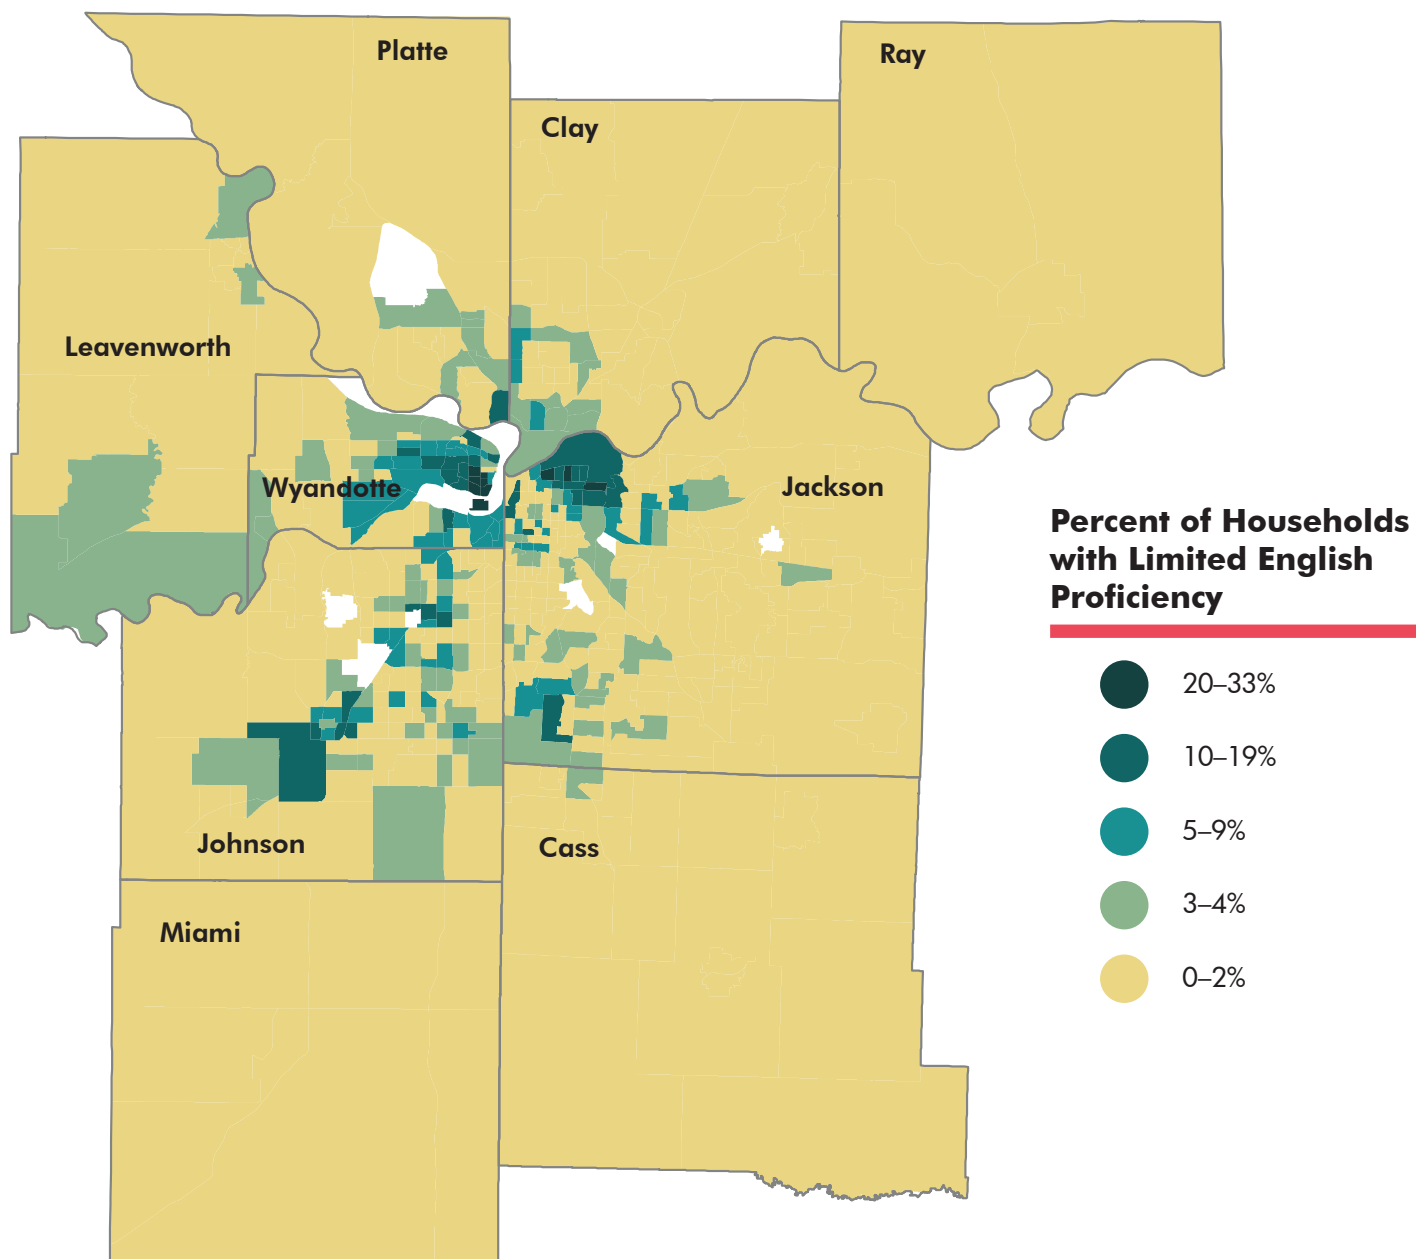 Platte
Ray
Clay
Leavenworth
Wyandotte
Jackson
Percent of Households
with Limited English
Proficiency
20–33%
10–19%
5–9%
3–4%
0–2%
Johnson
Cass
Miami